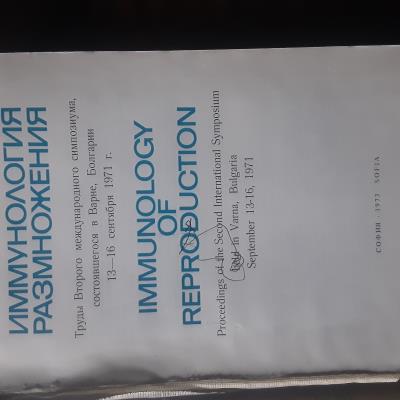 ИММУНОЛОГИЯ
РАЗМНОЖЕНИЯ
Труды Второго международного симпозиума,
состоявшегося в Варне, Болгарии
13—16 сентября 1971 г.
IMMUNOLOGY
OF
REPRODUCTION
Proceedings of the Second International Symposium
held in Varna, Bulgaria
September 13-16, 1971
СОФИЯ · 1973 SOFIA